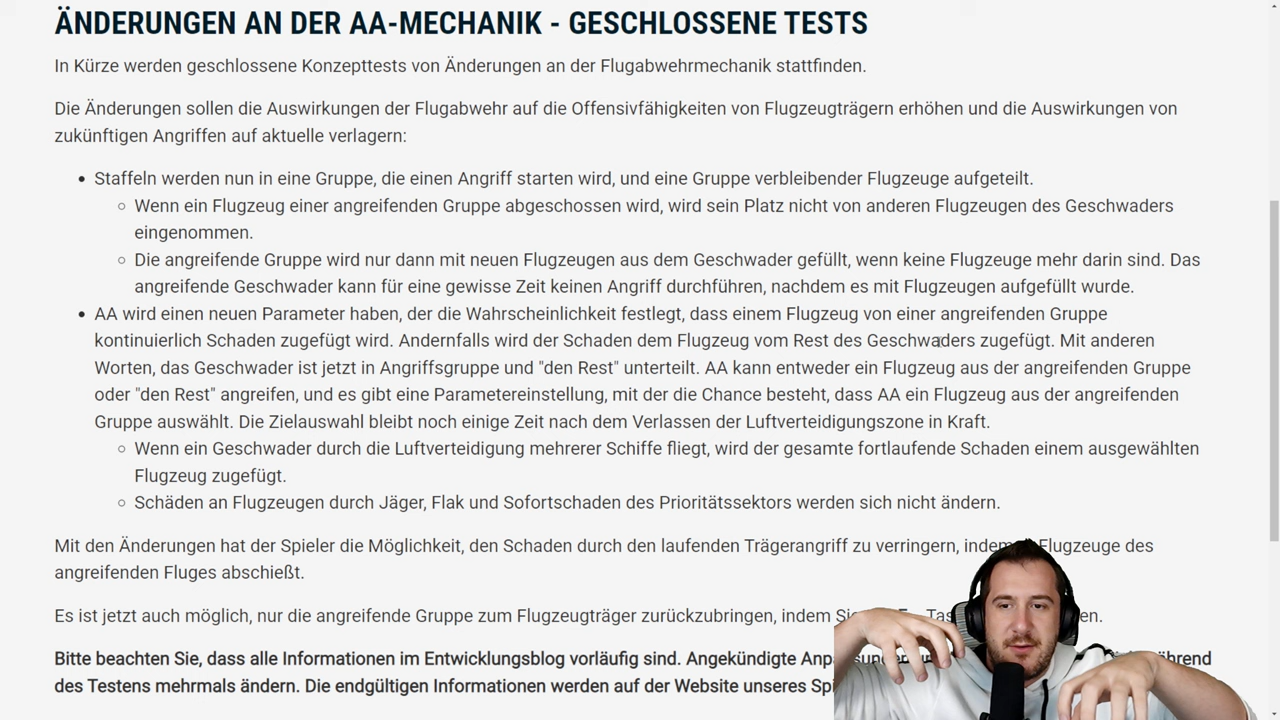 ÄNDERUNGEN AN DER AA-MECHANIK - GESCHLOSSENE TESTS
In Kürze werden geschlossene Konzepttests von Änderungen an der Flugabwehrmechanik stattfinden.
Die Änderungen sollen die Auswirkungen der Flugabwehr auf die Offensivfähigkeiten von Flugzeugträgern erhöhen und die Auswirkungen von
zukünftigen Angriffen auf aktuelle verlagern:
• Staffeln werden nun in eine Gruppe, die einen Angriff starten wird, und eine Gruppe verbleibender Flugzeuge aufgeteilt.
○ Wenn ein Flugzeug einer angreifenden Gruppe abgeschossen wird, wird sein Platz nicht von anderen Flugzeugen des Geschwaders
eingenommen.
○ Die angreifende Gruppe wird nur dann mit neuen Flugzeugen aus dem Geschwader gefüllt, wenn keine Flugzeuge mehr darin sind. Das
angreifende Geschwader kann für eine gewisse Zeit keinen Angriff durchführen, nachdem es mit Flugzeugen aufgefüllt wurde.
• AA wird einen neuen Parameter haben, der die Wahrscheinlichkeit festlegt, dass einem Flugzeug von einer angreifenden Gruppe
kontinuierlich Schaden zugefügt wird. Andernfalls wird der Schaden dem Flugzeug vom Rest des Geschwaders zugefügt. Mit anderen
Worten, das Geschwader ist jetzt in Angriffsgruppe und "den Rest" unterteilt. AA kann entweder ein Flugzeug aus der angreifenden Gruppe
oder "den Rest" angreifen, und es gibt eine Parametereinstellung, mit der die Chance besteht, dass AA ein Flugzeug aus der angreifenden
Gruppe auswählt. Die Zielauswahl bleibt noch einige Zeit nach dem Verlassen der Luftverteidigungszone in Kraft.
○ Wenn ein Geschwader durch die Luftverteidigung mehrerer Schiffe fliegt, wird der gesamte fortlaufende Schaden einem ausgewählten
Flugzeug zugefügt.
○ Schäden an Flugzeugen durch Jäger, Flak und Sofortschaden des Prioritätssektors werden sich nicht ändern.
Mit den Änderungen hat der Spieler die Möglichkeit, den Schaden durch den laufenden Trägerangriff zu verringern, indem Flugzeuge des
angreifenden Fluges abschießt.
Es ist jetzt auch möglich, nur die angreifende Gruppe zum Flugzeugträger zurückzubringen, indem
Bitte beachten Sie, dass alle Informationen im Entwicklungsblog vorläufig sind. Angekündigte
des Testens mehrmals ändern. Die endgültigen Informationen werden auf der Website unseres